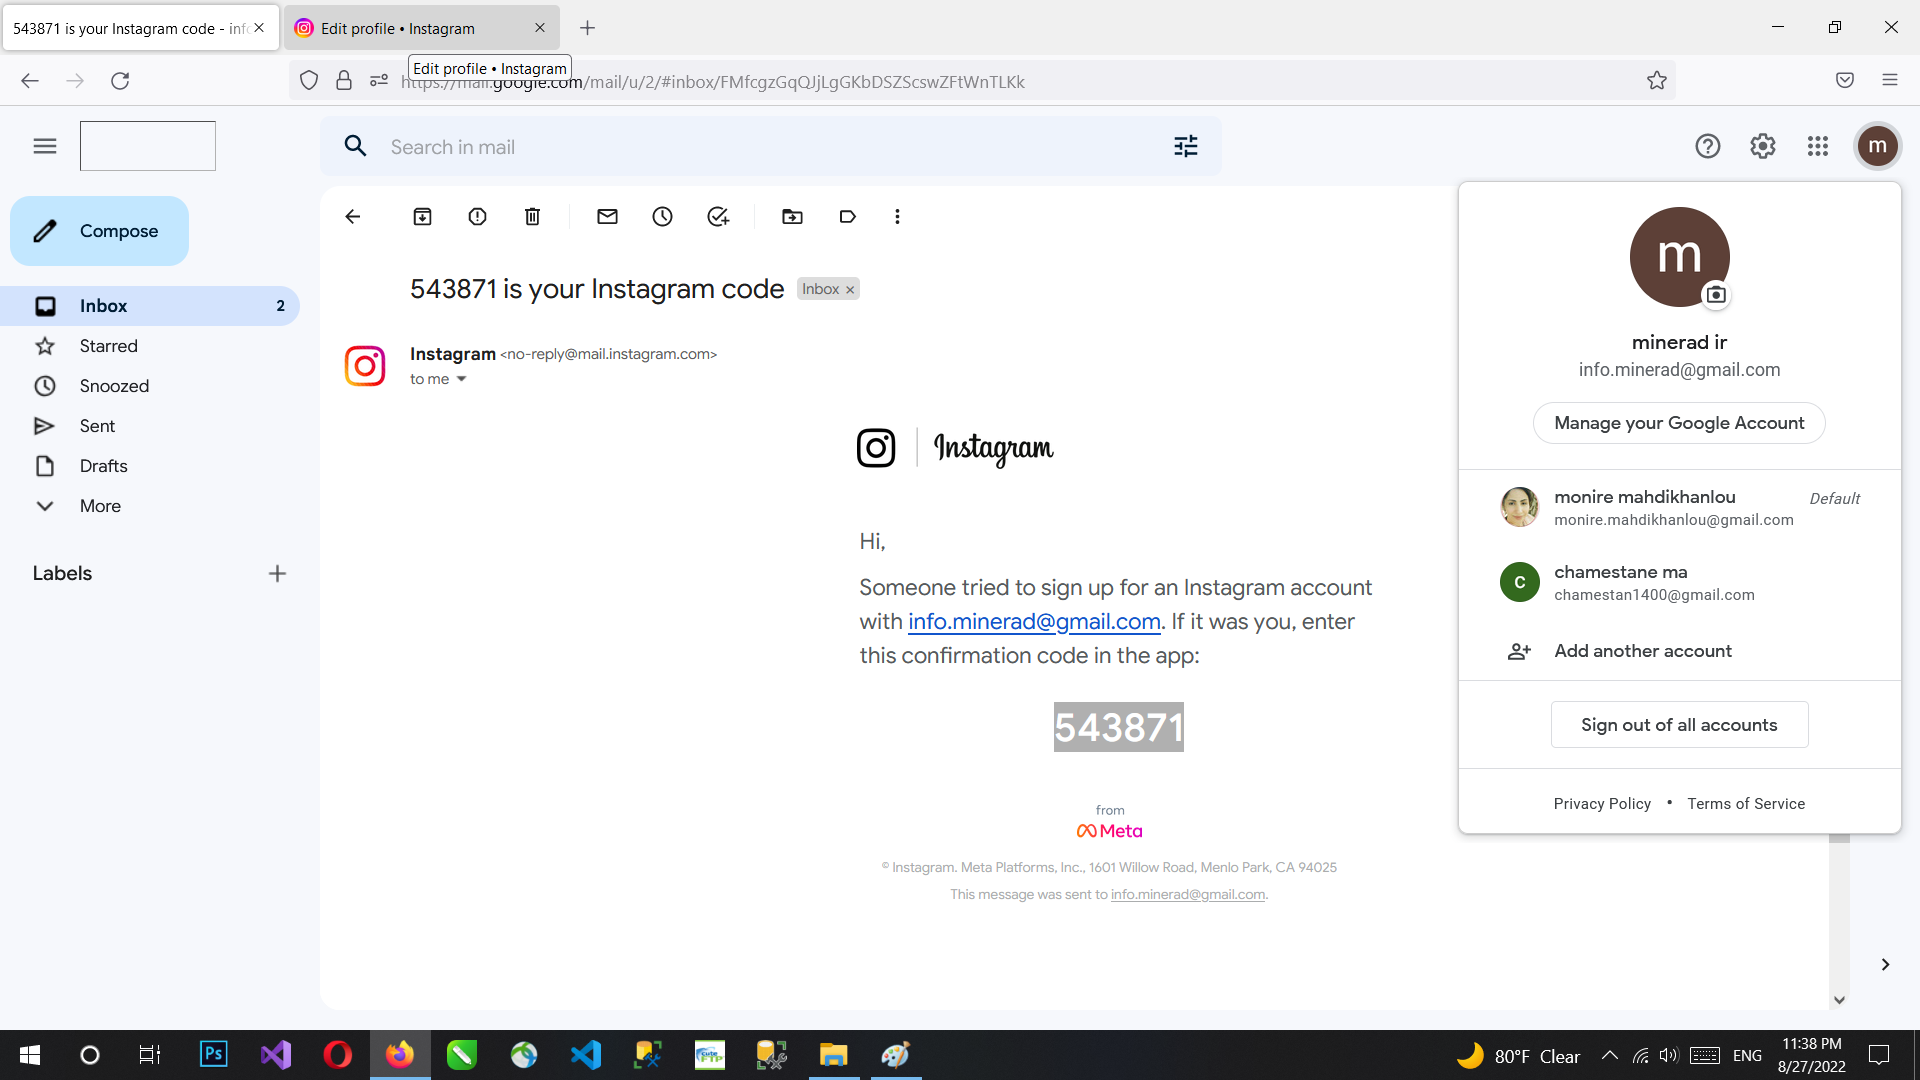 543871 is your Instagram code - info
Edit profile • Instagram
Edit profile • Instagram
https://mail.google.com/mail/u/2/#inbox/FMfcgzGqQJjLgGKbDSZScswZFtWnTLKk
Search in mail
m
Compose
Inbox 2
Starred
Snoozed
Sent
Drafts
More
Labels
543871 is your Instagram code Inbox ×
Instagram <no-reply@mail.instagram.com>
to me
Instagram
Hi,
Someone tried to sign up for an Instagram account
with info.minerad@gmail.com. If it was you, enter
this confirmation code in the app:
543871
from
Meta
© Instagram. Meta Platforms, Inc., 1601 Willow Road, Menlo Park, CA 94025
This message was sent to info.minerad@gmail.com.
m
minerad ir
info.minerad@gmail.com
Manage your Google Account
monire mahdikhanlou Default
monire.mahdikhanlou@gmail.com
c
chamestane ma
chamestan1400@gmail.com
Add another account
Sign out of all accounts
Privacy Policy • Terms of Service
Ps
cute FTP
80°F Clear
ENG
11:38 PM
8/27/2022